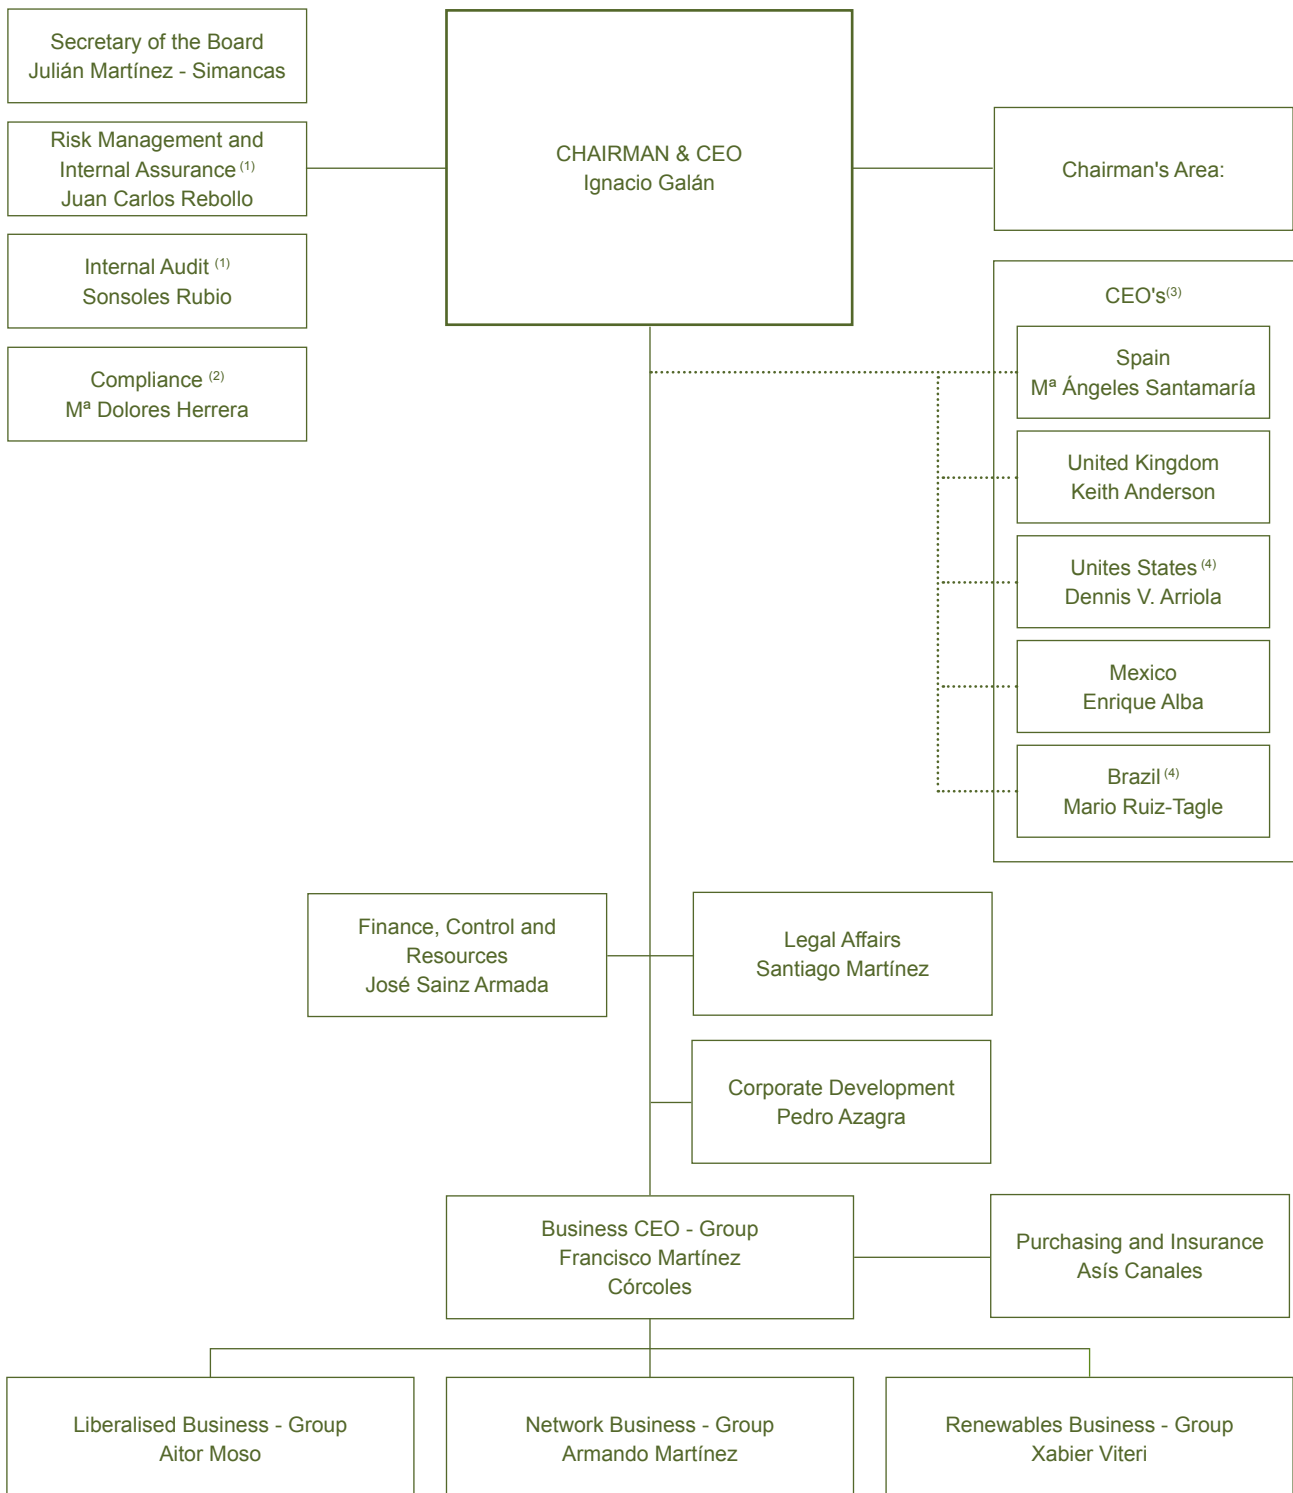 Secretary of the Board
Julián Martínez - Simancas
Risk Management and
Internal Assurance (1)
Juan Carlos Rebollo
Internal Audit (1)
Sonsoles Rubio
Compliance (2)
Mª Dolores Herrera
CHAIRMAN & CEO
Ignacio Galán
Chairman's Area:
CEO's(3)
Spain
Mª Ángeles Santamaría
United Kingdom
Keith Anderson
Unites States (4)
Dennis V. Arriola
Mexico
Enrique Alba
Brazil (4)
Mario Ruiz-Tagle
Finance, Control and
Resources
José Sainz Armada
Legal Affairs
Santiago Martínez
Corporate Development
Pedro Azagra
Business CEO - Group
Francisco Martínez
Córcoles
Purchasing and Insurance
Asís Canales
Liberalised Business - Group
Aitor Moso
Network Business - Group
Armando Martínez
Renewables Business - Group
Xabier Viteri